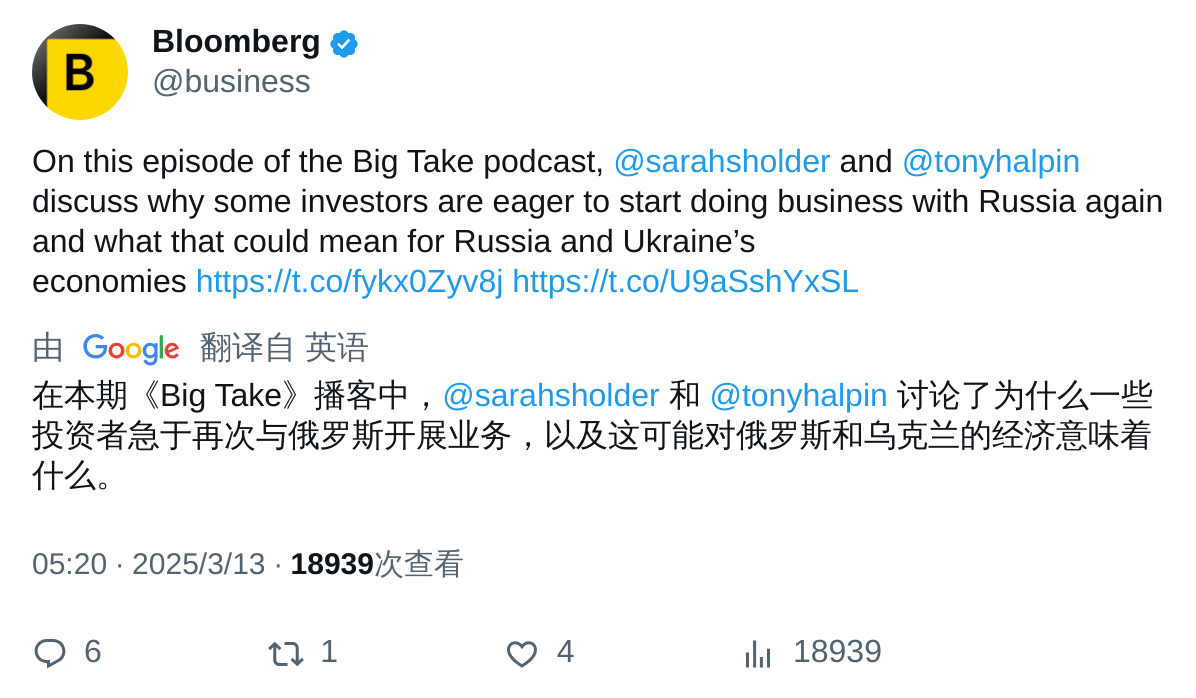 B
Bloomberg
@business
On this episode of the Big Take podcast, @sarahsholder and @tonyhalpin
discuss why some investors are eager to start doing business with Russia again
and what that could mean for Russia and Ukraine’s
economies https://t.co/fykx0Zyv8j https://t.co/U9aSshYxSL
由 Google 翻译自 英语
在本期《Big Take》播客中，@sarahsholder 和 @tonyhalpin 讨论了为什么一些
投资者急于再次与俄罗斯开展业务，以及这可能对俄罗斯和乌克兰的经济意味着
什么。
05:20 · 2025/3/13 · 18939次查看
6 1 4 18939